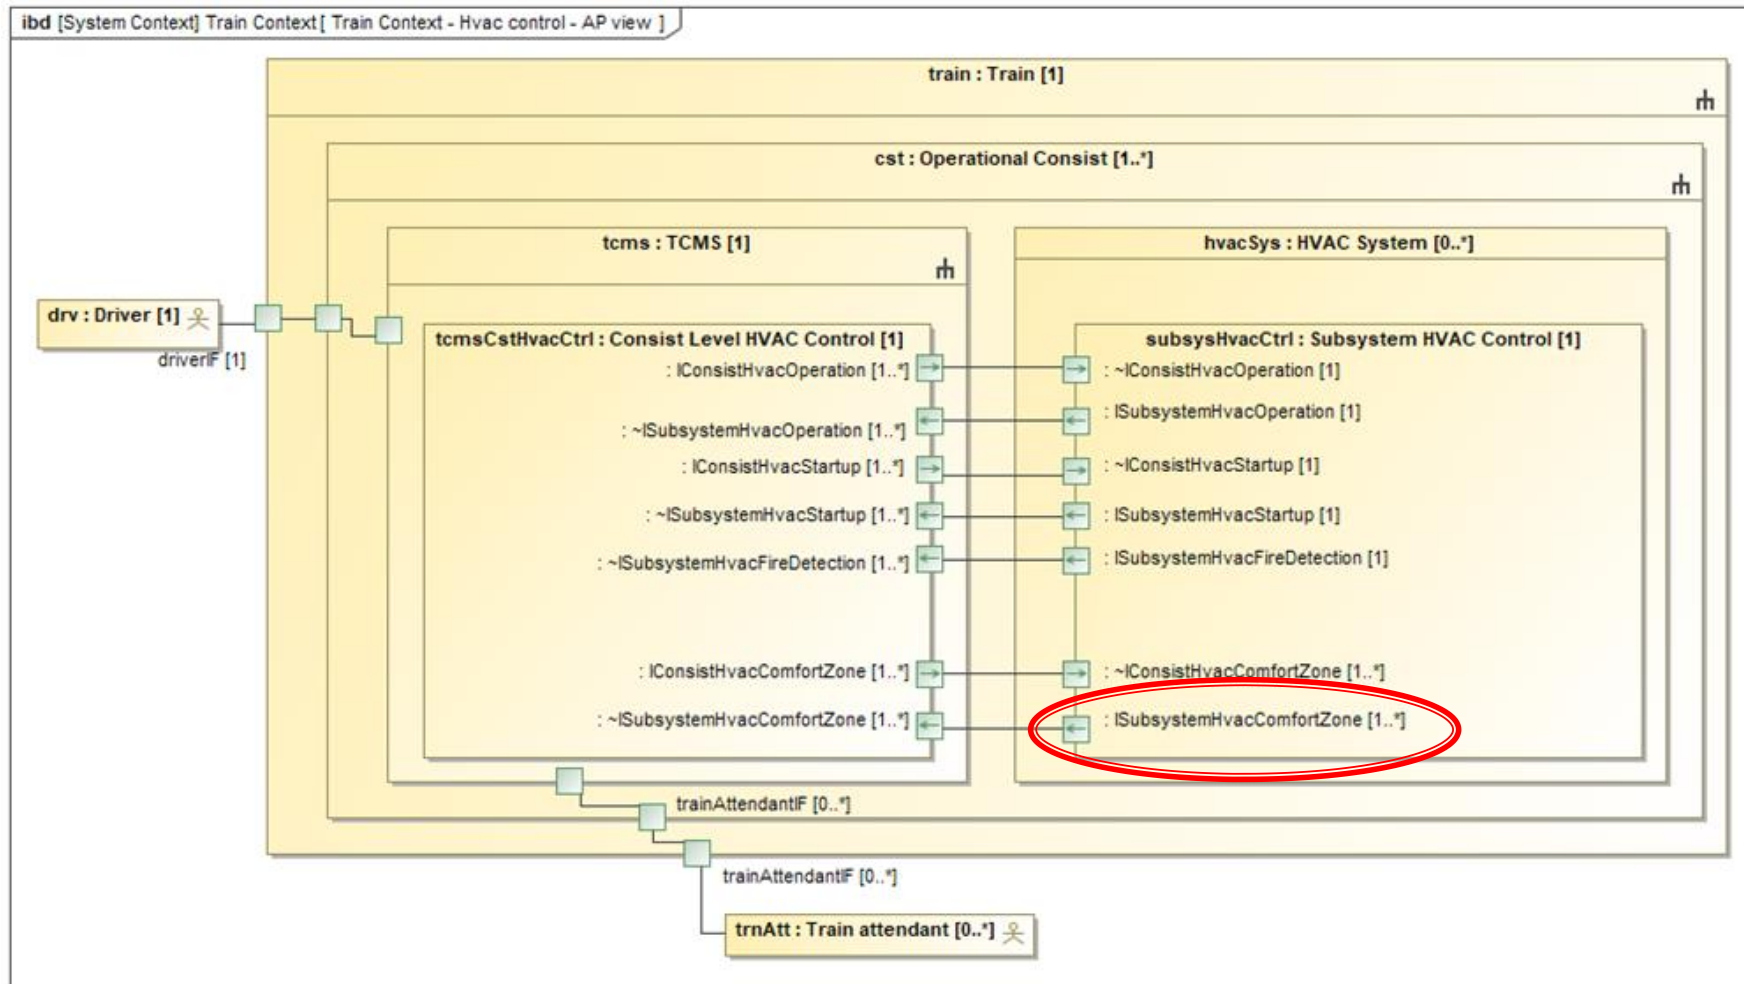 ibd [System Context] Train Context [ Train Context - Hvac control - AP view ]
train : Train [1]
cst : Operational Consist [1..*]
tcms : TCMS [1]
hvacSys : HVAC System [0..*]
drv : Driver [1]
driverIF [1]
tcmsCstHvacCtrl : Consist Level HVAC Control [1]
subsysHvacCtrl : Subsystem HVAC Control [1]
: IConsistHvacOperation [1..*]
: ~IConsistHvacOperation [1]
: ~ISubsystemHvacOperation [1..*]
: ISubsystemHvacOperation [1]
: IConsistHvacStartup [1..*]
: ~IConsistHvacStartup [1]
: ~ISubsystemHvacStartup [1..*]
: ISubsystemHvacStartup [1]
: ~ISubsystemHvacFireDetection [1..*]
: ISubsystemHvacFireDetection [1]
: IConsistHvacComfortZone [1..*]
: ~IConsistHvacComfortZone [1..*]
: ~ISubsystemHvacComfortZone [1..*]
: ISubsystemHvacComfortZone [1..*]
trainAttendantIF [0..*]
trainAttendantIF [0..*]
trnAtt : Train attendant [0..*]